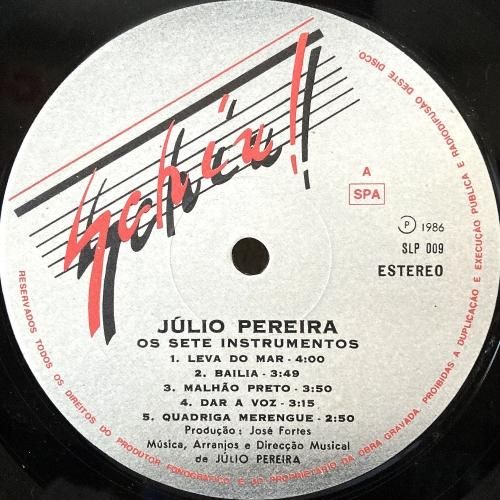 Schiu!!
A
SPA
P 1986
SLP 009
ESTEREO
JÚLIO PEREIRA
OS SETE INSTRUMENTOS
1. LEVA DO MAR - 4:00
2. BAILIA - 3:49
3. MALHÃO PRETO - 3:50
4. DAR A VOZ - 3:15
5. QUADRIGA MERENGUE - 2:50
Produção: José Fortes
Música, Arranjos e Direcção Musical
de JÚLIO PEREIRA
RESERVADOS TODOS OS DIREITOS DO PRODUTOR FONOGRÁFICO E DO PROPRIETÁRIO DA OBRA GRAVADA. PROIBIDAS A DUPLICAÇÃO E EXECUÇÃO PÚBLICA E RADIODIFUSÃO DESTE DISCO.